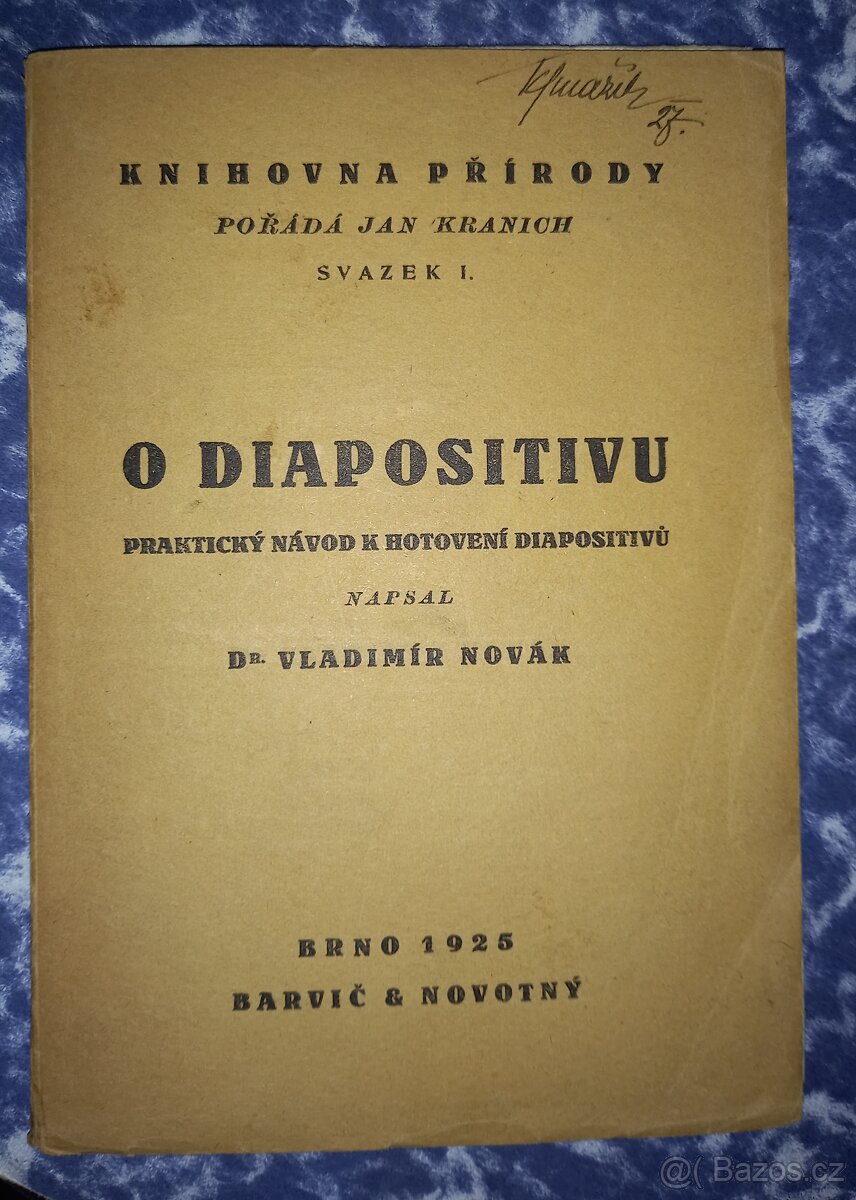 27.
KNIHOVNA PŘÍRODY
POŘÁDÁ JAN KRANICH
SVAZEK I.
O DIAPOSITIVU
PRAKTICKÝ NÁVOD K HOTOVENÍ DIAPOSITIVŮ
NAPSAL
DR. VLADIMÍR NOVÁK
BRNO 1925
BARVIČ & NOVOTNÝ
@( Bazos.cz